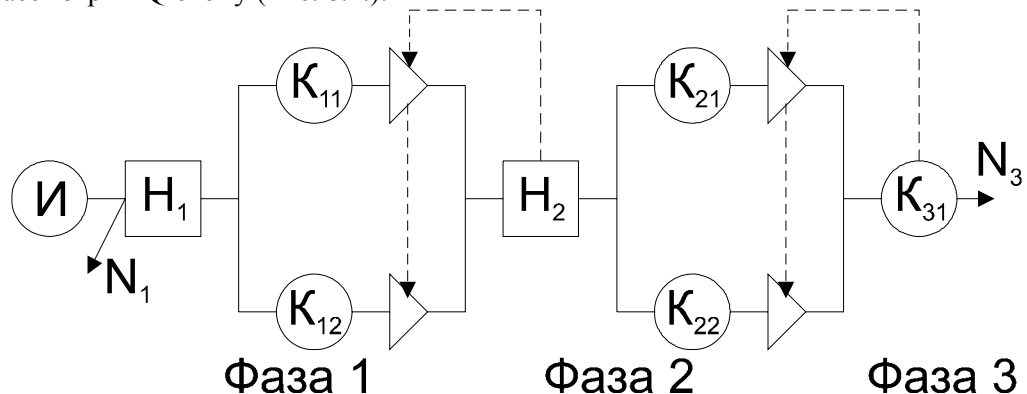 К11 К21
И Н1 Н2 К31 N3
N1
К12 К22
Фаза 1 Фаза 2 Фаза 3